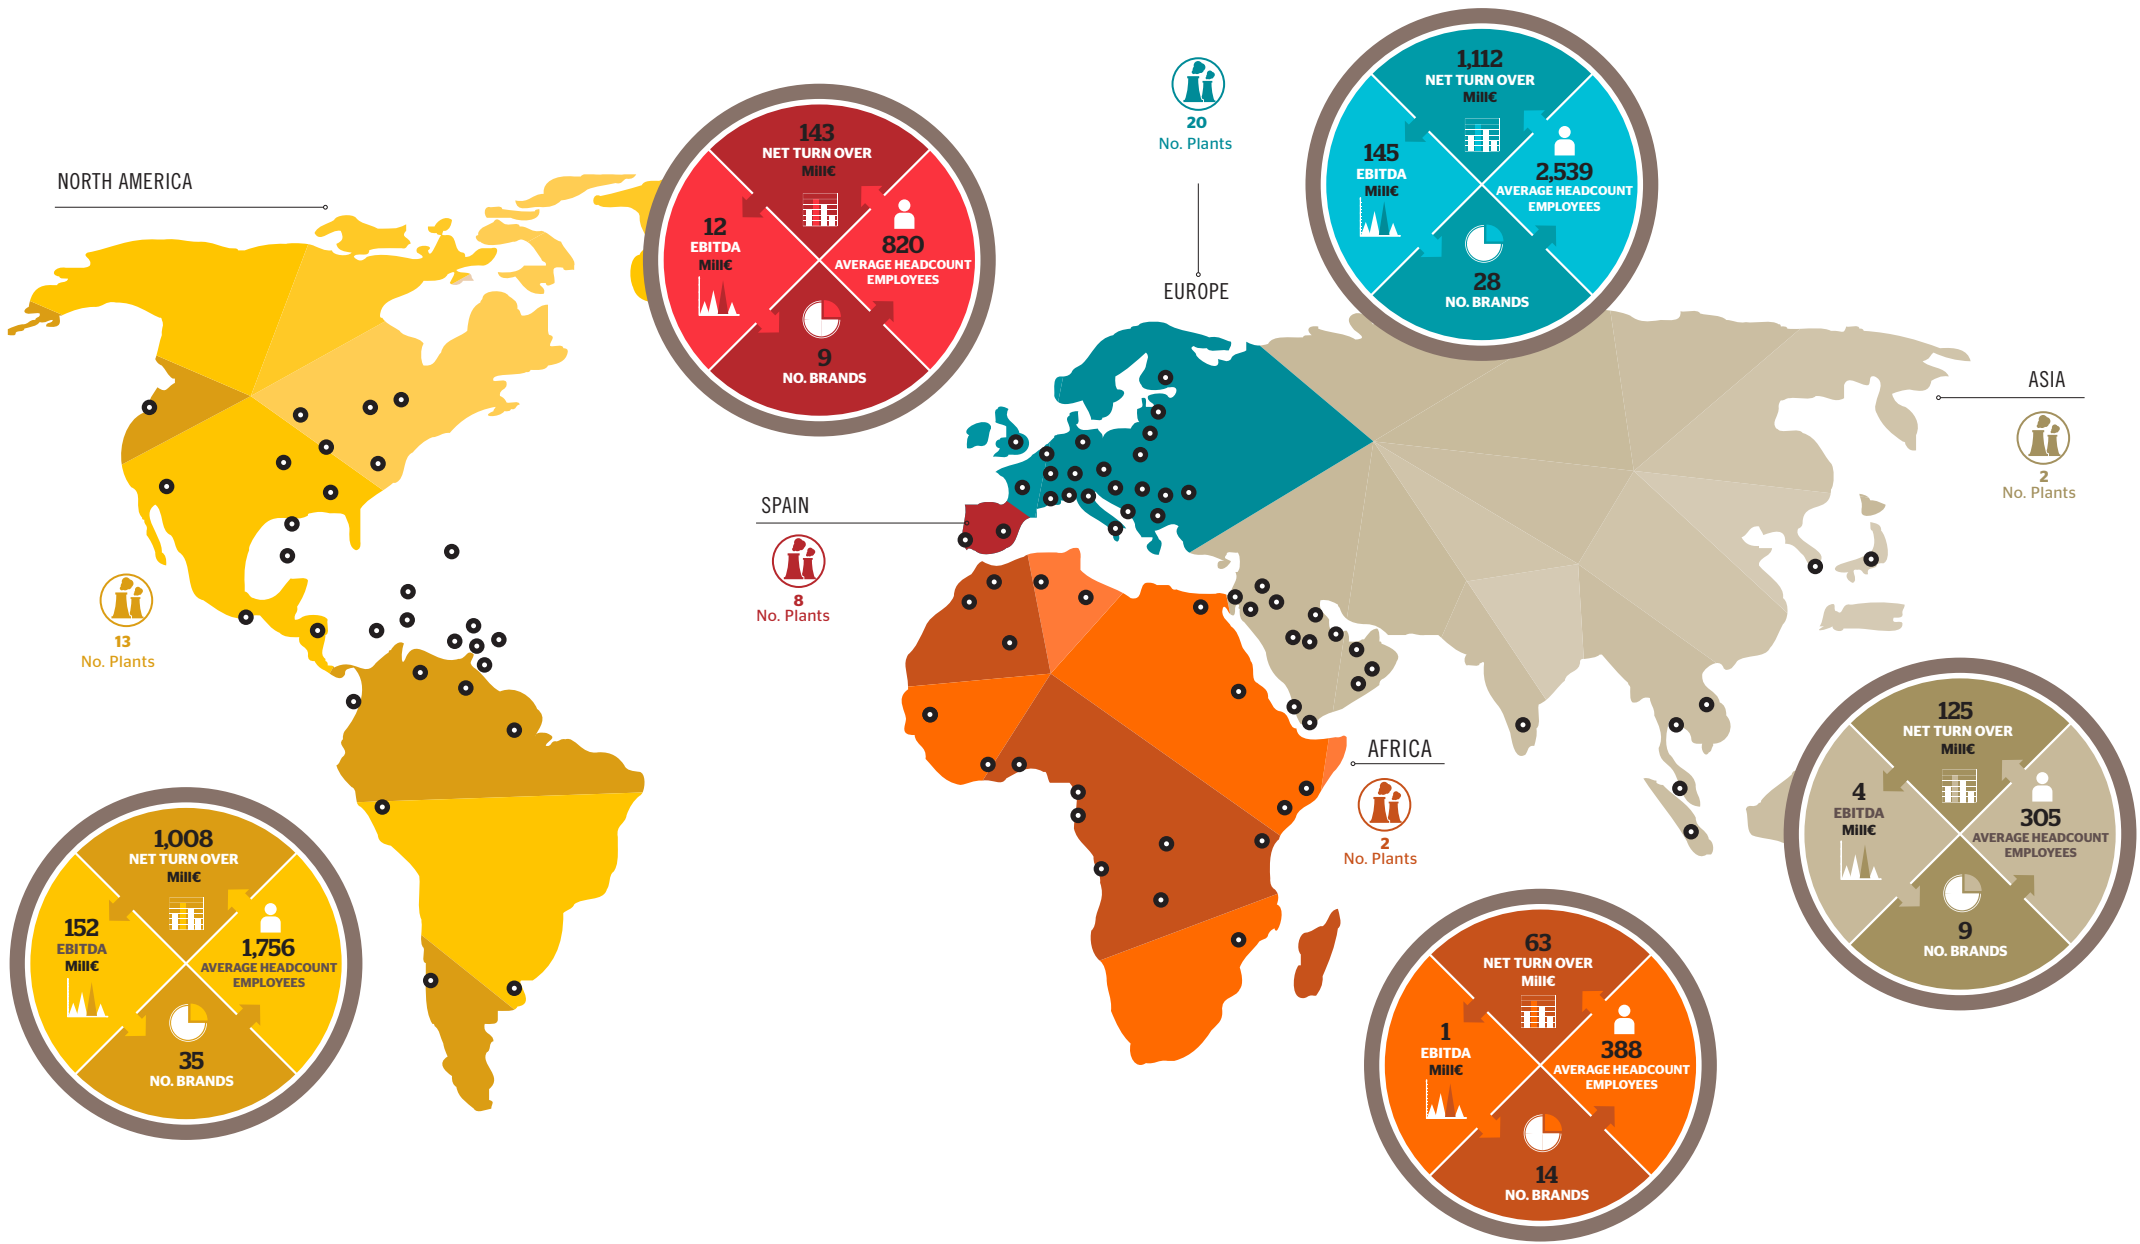 NORTH AMERICA
13
No. Plants
1,008
NET TURN OVER
Mill€
152
EBITDA
Mill€
1,756
AVERAGE HEADCOUNT
EMPLOYEES
35
NO. BRANDS
143
NET TURN OVER
Mill€
12
EBITDA
Mill€
820
AVERAGE HEADCOUNT
EMPLOYEES
9
NO. BRANDS
SPAIN
8
No. Plants
20
No. Plants
EUROPE
1,112
NET TURN OVER
Mill€
145
EBITDA
Mill€
2,539
AVERAGE HEADCOUNT
EMPLOYEES
28
NO. BRANDS
ASIA
2
No. Plants
125
NET TURN OVER
Mill€
4
EBITDA
Mill€
305
AVERAGE HEADCOUNT
EMPLOYEES
9
NO. BRANDS
AFRICA
2
No. Plants
63
NET TURN OVER
Mill€
1
EBITDA
Mill€
388
AVERAGE HEADCOUNT
EMPLOYEES
14
NO. BRANDS